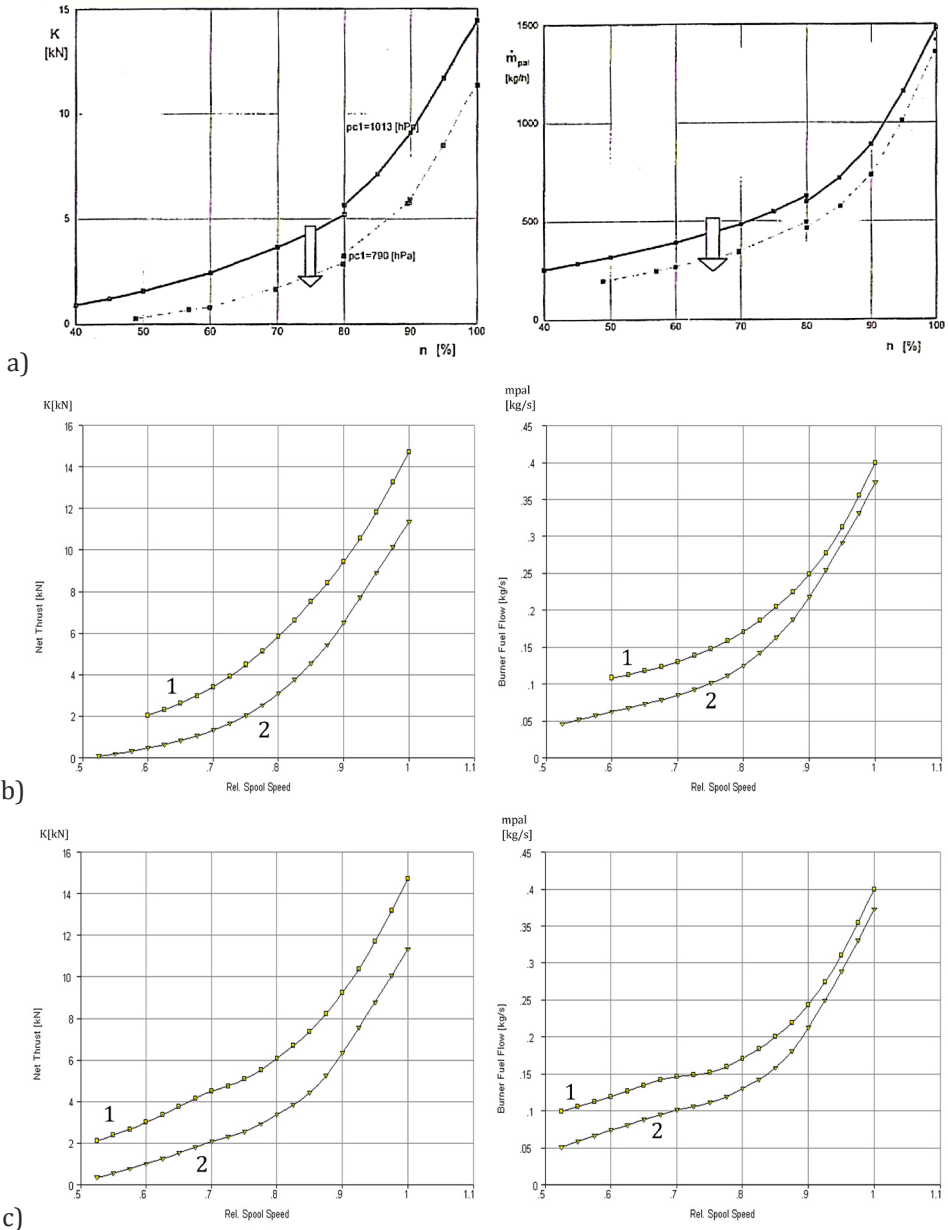 15
K
[kN]
10
5
0
pc1=1013 [hPa]
pc1=790 [hPa]
40 50 60 70 80 90 100
n [%]
1500
ṁpal
[kg/h]
1000
500
0
40 50 60 70 80 90 100
n [%]
a)
K[kN]
16
14
12
10
8
6
4
2
0
Net Thrust [kN]
1
2
.5 .6 .7 .8 .9 1 1.1
Rel. Spool Speed
mpal
[kg/s]
.45
.4
.35
.3
.25
.2
.15
.1
.05
0
Burner Fuel Flow [kg/s]
1
2
.5 .6 .7 .8 .9 1 1.1
Rel. Spool Speed
b)
K[kN]
16
14
12
10
8
6
4
2
0
Net Thrust [kN]
1
2
.5 .6 .7 .8 .9 1 1.1
Rel. Spool Speed
mpal
[kg/s]
.4
.35
.3
.25
.2
.15
.1
.05
0
Burner Fuel Flow [kg/s]
1
2
.5 .6 .7 .8 .9 1 1.1
Rel. Spool Speed
c)